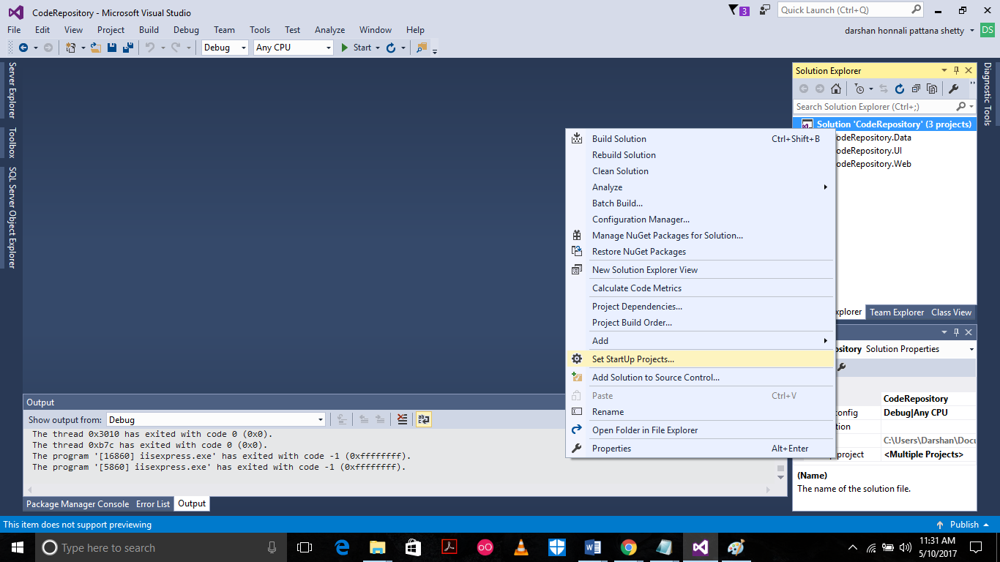 CodeRepository - Microsoft Visual Studio
3
Quick Launch (Ctrl+Q)
File Edit View Project Build Debug Team Tools Test Analyze Window Help
darshan honnali pattana shetty
DS
Debug Any CPU Start
Server Explorer
Toolbox
SQL Server Object Explorer
Solution Explorer
Search Solution Explorer (Ctrl+;)
Solution 'CodeRepository' (3 projects)
odeRepository.Data
odeRepository.UI
odeRepository.Web
Diagnostic Tools
Build Solution Ctrl+Shift+B
Rebuild Solution
Clean Solution
Analyze
Batch Build...
Configuration Manager...
Manage NuGet Packages for Solution...
Restore NuGet Packages
New Solution Explorer View
Calculate Code Metrics
Project Dependencies...
Project Build Order...
Add
Set StartUp Projects...
Add Solution to Source Control...
Paste Ctrl+V
Rename
Open Folder in File Explorer
Properties Alt+Enter
xplorer Team Explorer Class View
ository Solution Properties
CodeRepository
onfig Debug|Any CPU
tion
C:\Users\Darshan\Docu
project <Multiple Projects>
(Name)
The name of the solution file.
Output
Show output from: Debug
The thread 0x3010 has exited with code 0 (0x0).
The thread 0xb7c has exited with code 0 (0x0).
The program '[16860] iisexpress.exe' has exited with code -1 (0xffffffff).
The program '[5860] iisexpress.exe' has exited with code -1 (0xffffffff).
Package Manager Console Error List Output
This item does not support previewing
Publish
Type here to search
11:31 AM
5/10/2017